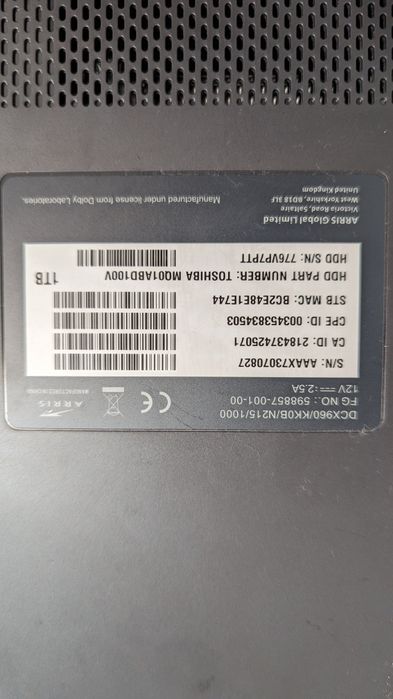 DCX960/KK0B/N215/1000
FG NO.: 598857-001-00
12V 2.5A
ARRIS
S/N: AAAX73070827
CA ID: 218437425071
CPE ID: 003453834503
STB MAC: BC2E48E1E744
HDD PART NUMBER: TOSHIBA MQ01ABD100V
HDD S/N: 776VP7PTT
1TB
ARRIS Global Limited
Victoria Road, Saltaire
West Yorkshire, BD18 3LF
United Kingdom
Manufactured under license from Dolby Laboratories.